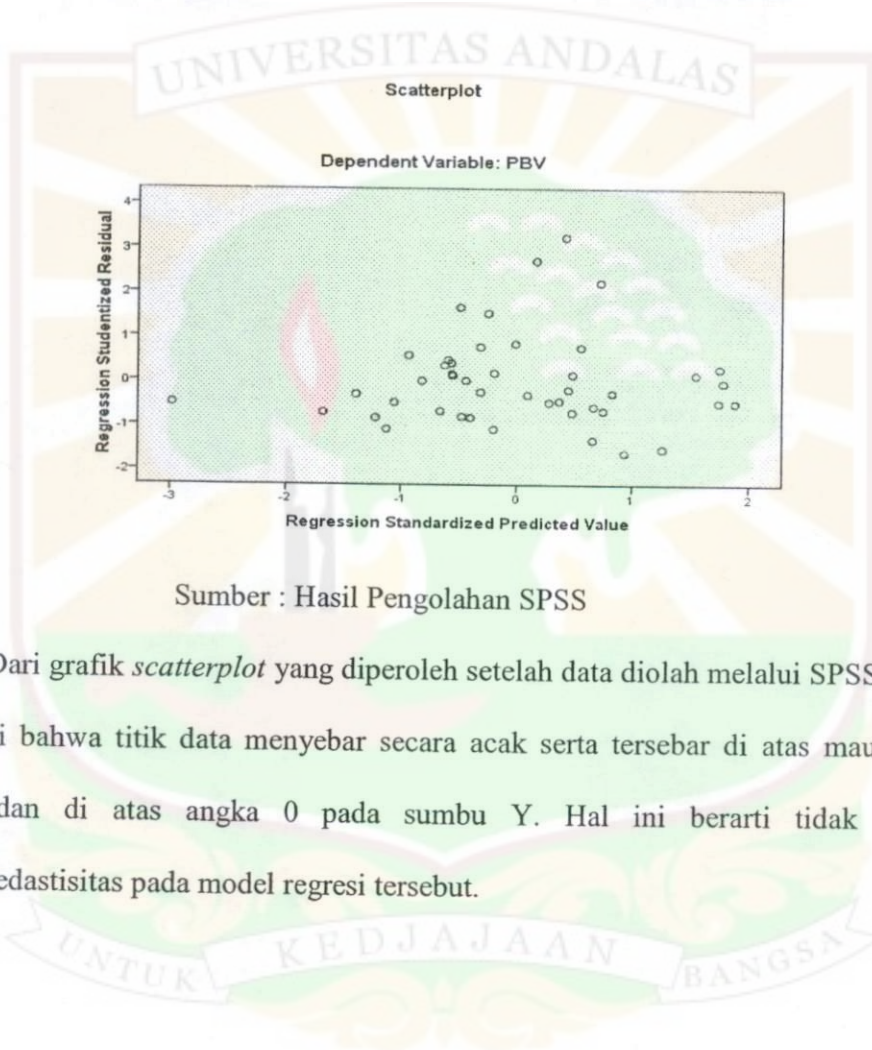 UNIVERSITAS ANDALAS
Scatterplot
Dependent Variable: PBV
Regression Studentized Residual
4
3
2
1
0
-1
-2
-3
-2
-1
0
1
2
Regression Standardized Predicted Value
Sumber : Hasil Pengolahan SPSS
Dari grafik scatterplot yang diperoleh setelah data diolah melalui SPSS
bahwa titik data menyebar secara acak serta tersebar di atas
dan di atas angka 0 pada sumbu Y. Hal ini berarti tidak
edastisitas pada model regresi tersebut.
UNTUK KEDJAJAAN BANGSA